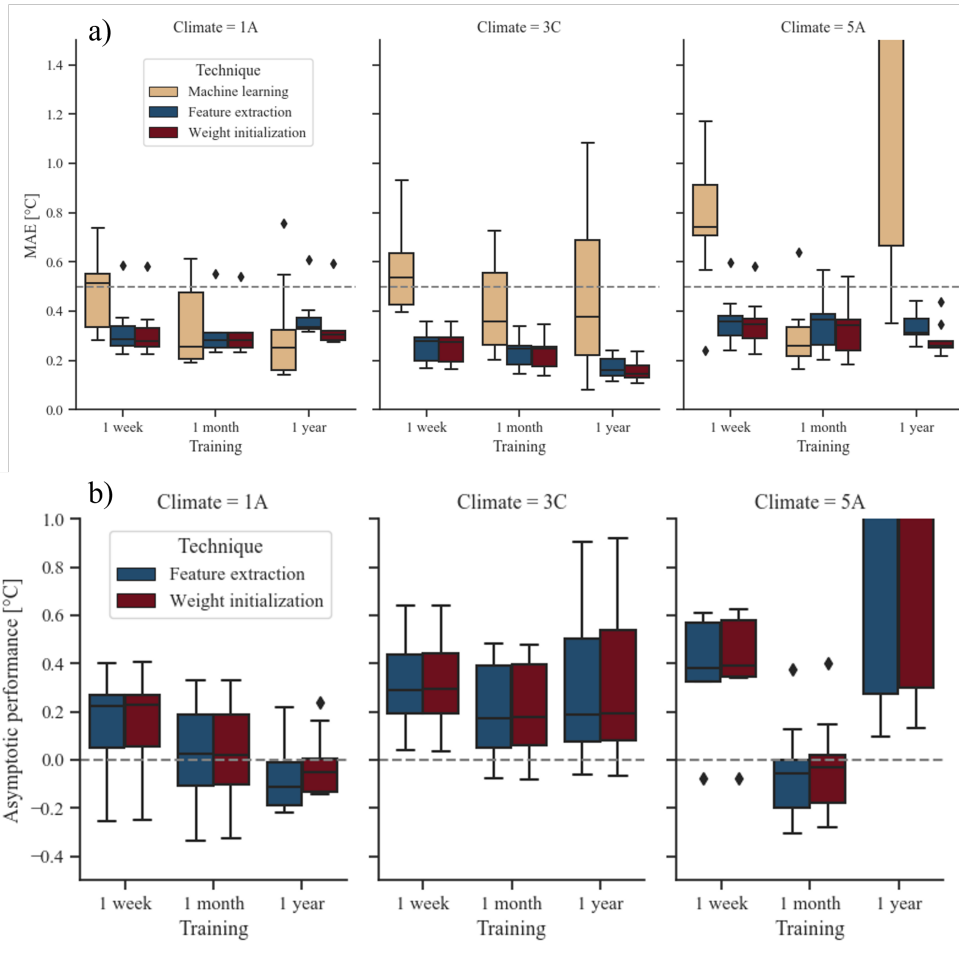 a)
Climate = 1A
Climate = 3C
Climate = 5A
Technique
Machine learning
Feature extraction
Weight initialization
MAE [°C]
1.4
1.2
1.0
0.8
0.6
0.4
0.2
0.0
1 week
1 month
1 year
Training
1 week
1 month
1 year
Training
1 week
1 month
1 year
Training
b)
Climate = 1A
Climate = 3C
Climate = 5A
Technique
Feature extraction
Weight initialization
Asymptotic performance [°C]
1.0
0.8
0.6
0.4
0.2
0.0
−0.2
−0.4
1 week
1 month
1 year
Training
1 week
1 month
1 year
Training
1 week
1 month
1 year
Training